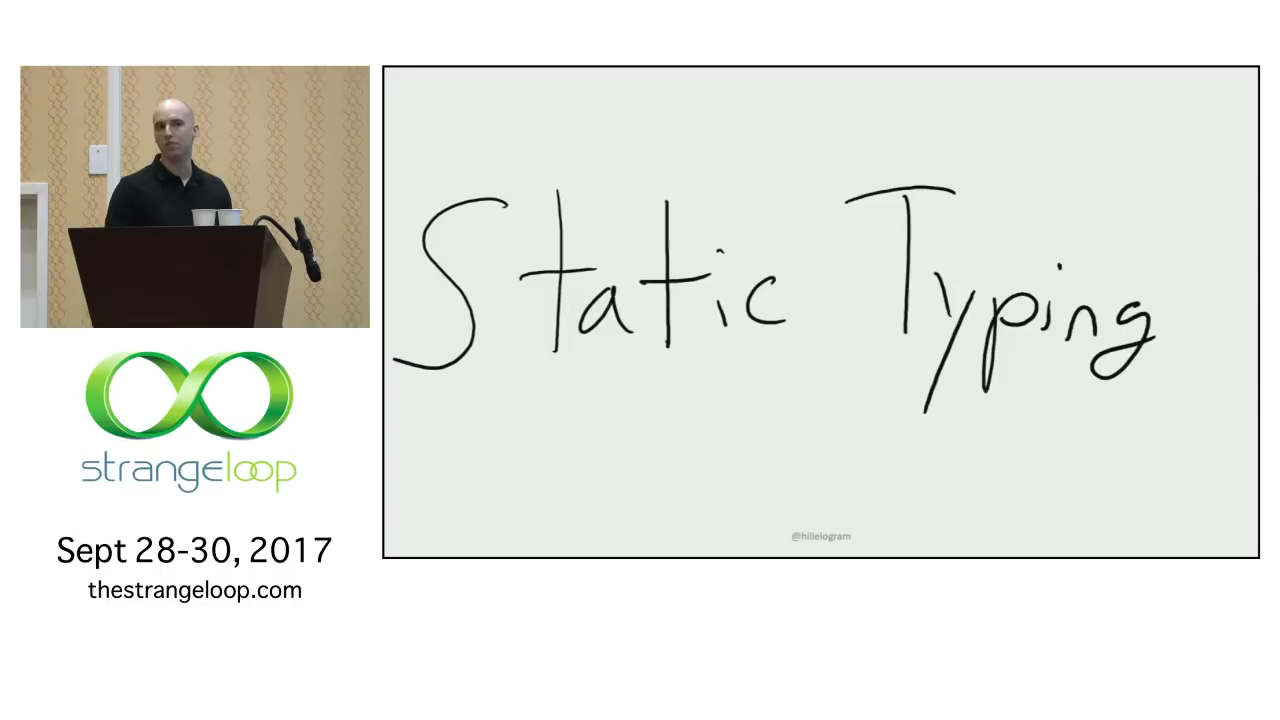 Static Typing
@hillelogram
strangeloop
Sept 28-30, 2017
thestrangeloop.com